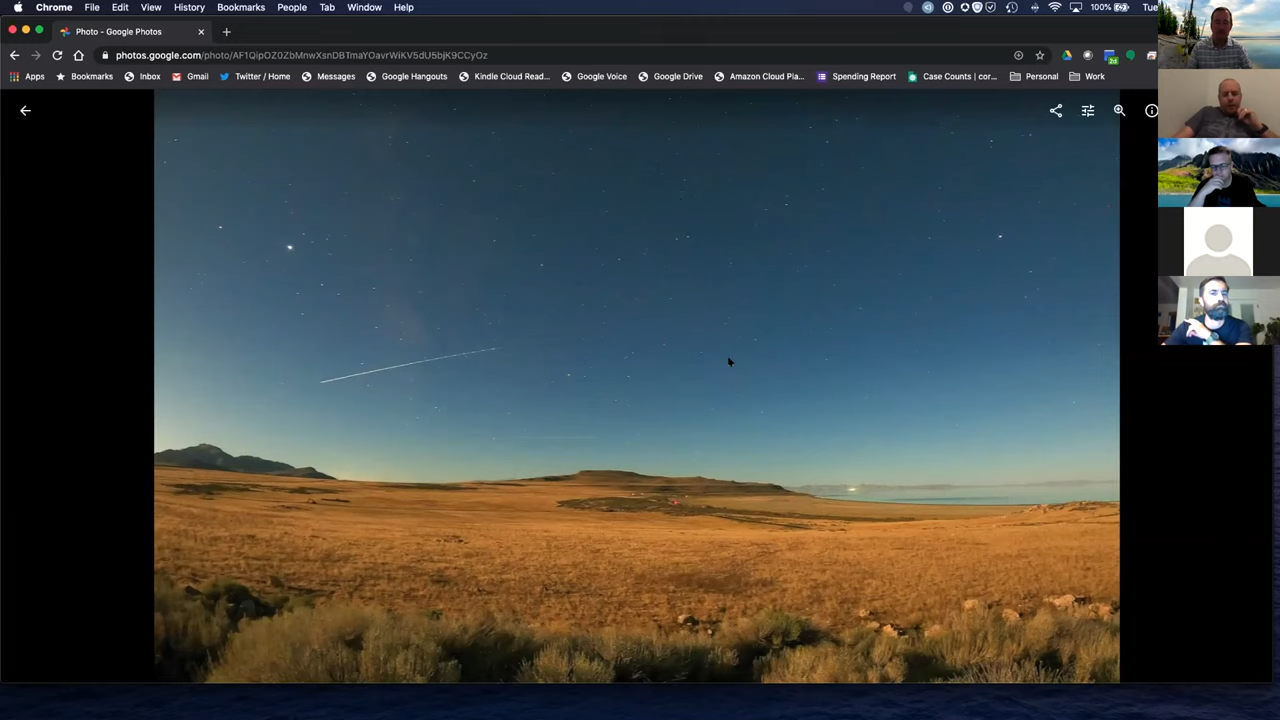 Chrome File Edit View History Bookmarks People Tab Window Help 100% Tue
Photo - Google Photos
photos.google.com/photo/AF1QipOZ0ZbMnwXsnDBTmaYOavrWiKV5dU5bjK9CCyOz
Apps Bookmarks Inbox Gmail Twitter / Home Messages Google Hangouts Kindle Cloud Read... Google Voice Google Drive Amazon Cloud Pla... Spending Report Case Counts | cor... Personal Work
2d